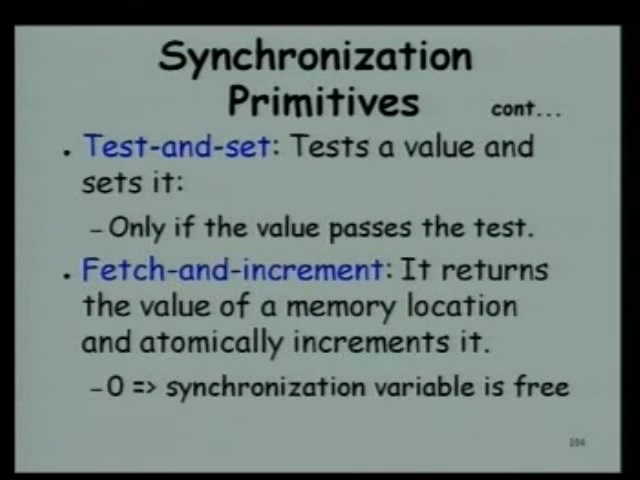 Synchronization
Primitives cont...
. Test-and-set: Tests a value and
sets it:
– Only if the value passes the test.
. Fetch-and-increment: It returns
the value of a memory location
and atomically increments it.
– 0 => synchronization variable is free
104